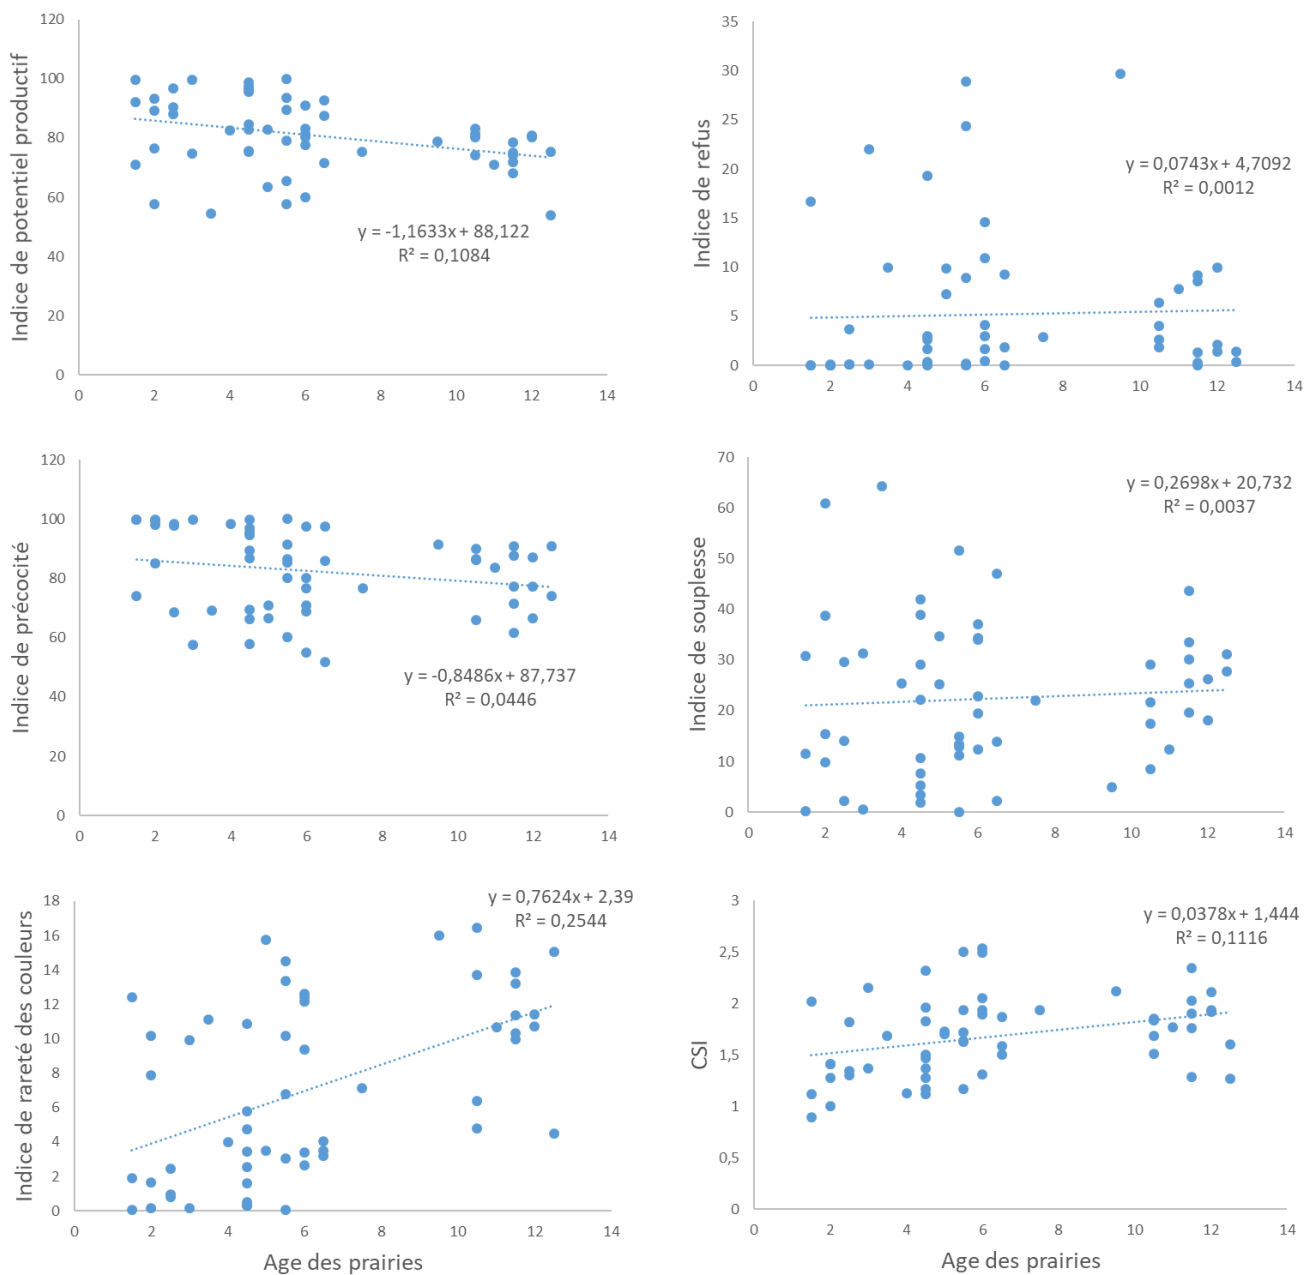 120
100
80
60
40
20
0
0 2 4 6 8 10 12 14
Indice de potentiel productif
y = -1,1633x + 88,122
R² = 0,1084
35
30
25
20
15
10
5
0
0 2 4 6 8 10 12 14
Indice de refus
y = 0,0743x + 4,7092
R² = 0,0012
120
100
80
60
40
20
0
0 2 4 6 8 10 12 14
Indice de précocité
y = -0,8486x + 87,737
R² = 0,0446
70
60
50
40
30
20
10
0
0 2 4 6 8 10 12 14
Indice de souplesse
y = 0,2698x + 20,732
R² = 0,0037
18
16
14
12
10
8
6
4
2
0
0 2 4 6 8 10 12 14
Indice de rareté des couleurs
y = 0,7624x + 2,39
R² = 0,2544
Age des prairies
3
2,5
2
1,5
1
0,5
0
0 2 4 6 8 10 12 14
CSI
y = 0,0378x + 1,444
R² = 0,1116
Age des prairies